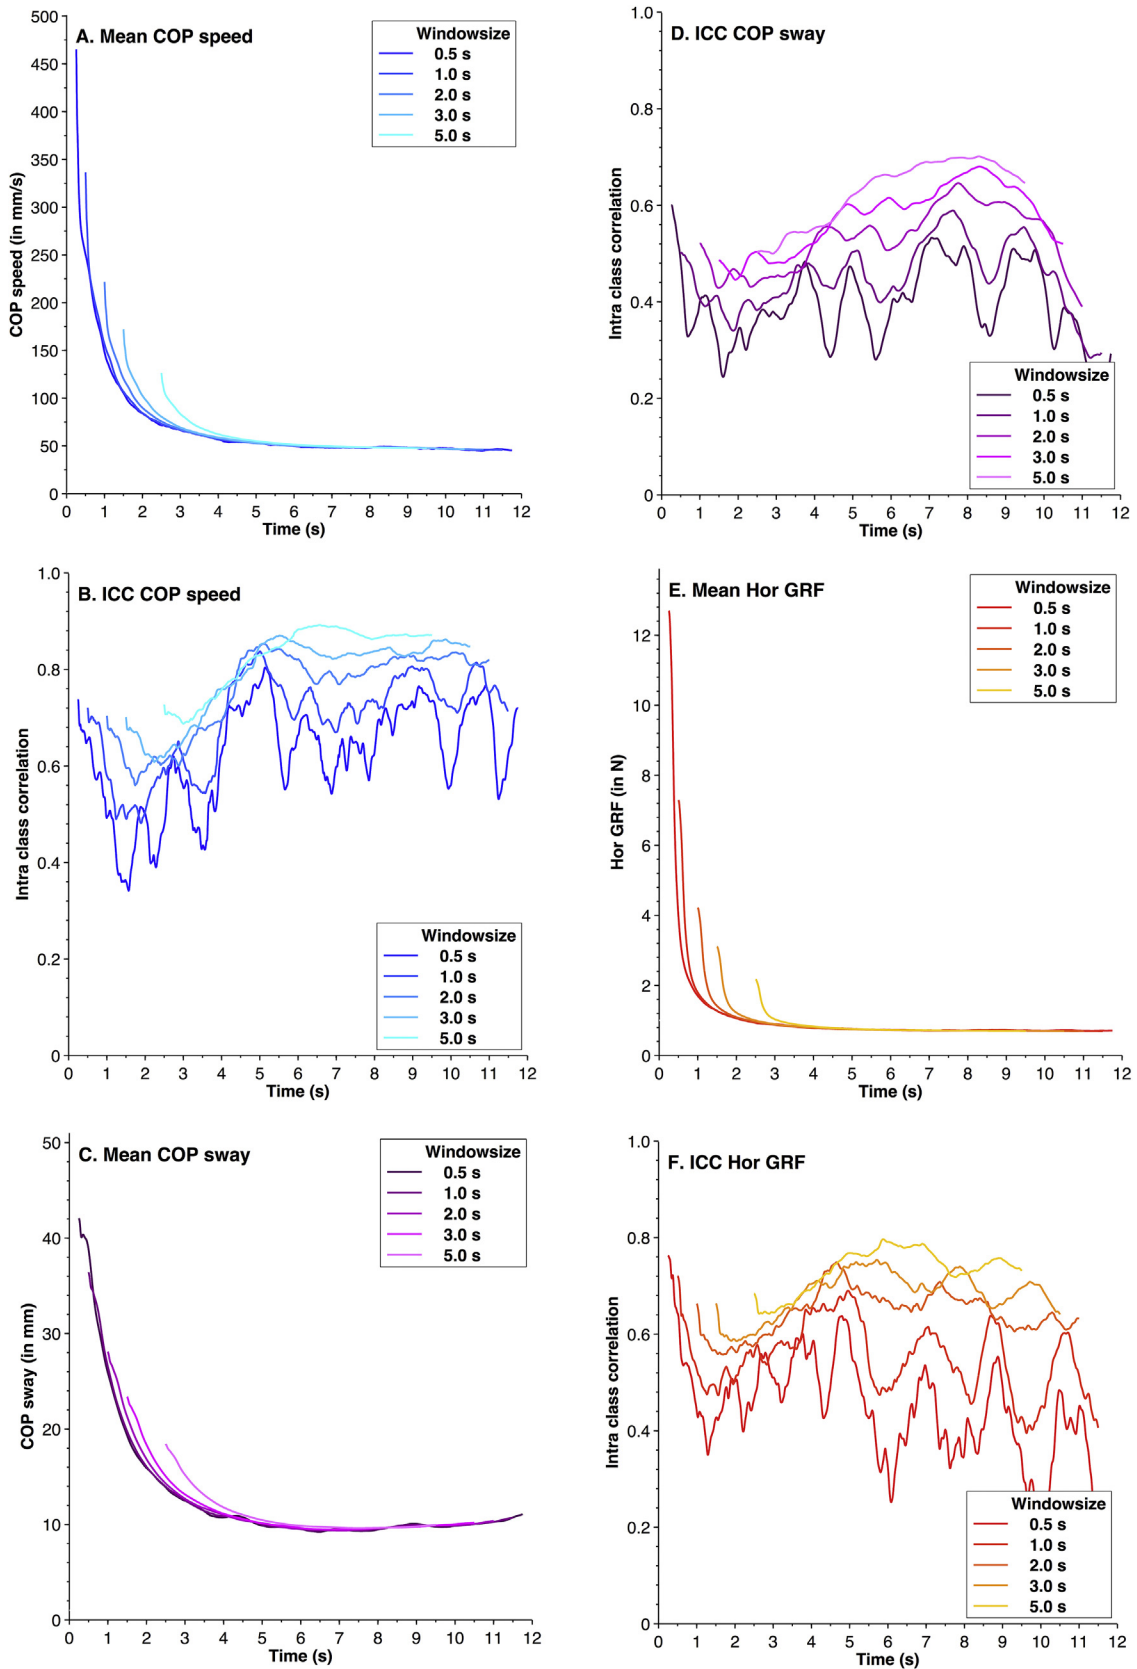 A. Mean COP speed
Windowsize
0.5 s
1.0 s
2.0 s
3.0 s
5.0 s
COP speed (in mm/s)
500
450
400
350
300
250
200
150
100
50
0
0 1 2 3 4 5 6 7 8 9 10 11 12
Time (s)
B. ICC COP speed
Intra class correlation
1.0
0.8
0.6
0.4
0.2
0
Windowsize
0.5 s
1.0 s
2.0 s
3.0 s
5.0 s
0 1 2 3 4 5 6 7 8 9 10 11 12
Time (s)
C. Mean COP sway
Windowsize
0.5 s
1.0 s
2.0 s
3.0 s
5.0 s
COP sway (in mm)
50
40
30
20
10
0
0 1 2 3 4 5 6 7 8 9 10 11 12
Time (s)
D. ICC COP sway
Intra class correlation
1.0
0.8
0.6
0.4
0.2
0
Windowsize
0.5 s
1.0 s
2.0 s
3.0 s
5.0 s
0 1 2 3 4 5 6 7 8 9 10 11 12
Time (s)
E. Mean Hor GRF
Windowsize
0.5 s
1.0 s
2.0 s
3.0 s
5.0 s
Hor GRF (in N)
12
10
8
6
4
2
0
0 1 2 3 4 5 6 7 8 9 10 11 12
Time (s)
F. ICC Hor GRF
Intra class correlation
1.0
0.8
0.6
0.4
0.2
0
Windowsize
0.5 s
1.0 s
2.0 s
3.0 s
5.0 s
0 1 2 3 4 5 6 7 8 9 10 11 12
Time (s)